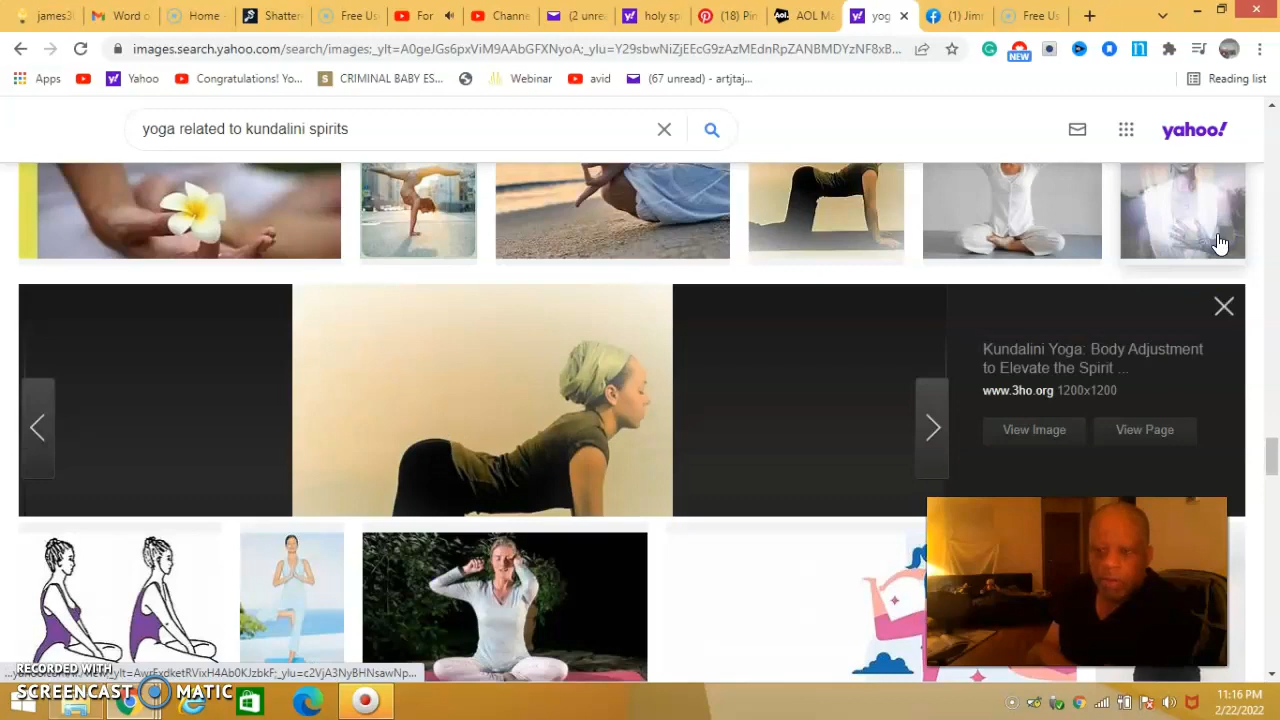 james3
Word o
Home -
Shatter
Free Us
For
Channe
(2 unre
holy sp
(18) Pin
Aol.
AOL M
yog
(1) Jim
Free Us
images.search.yahoo.com/search/images;_ylt=A0geJGs6pxViM9AAbGFXNyoA;_ylu=Y29sbwNiZjEEcG9zAzMEdnRpZANBMDYzNF8xB...
NEW
Apps
Yahoo
Congratulations! Yo...
CRIMINAL BABY ES...
Webinar
avid
(67 unread) - artjtaj...
Reading list
yoga related to kundalini spirits
yahoo!
Kundalini Yoga: Body Adjustment
to Elevate the Spirit ...
www.3ho.org 1200x1200
View Image
View Page
RECORDED WITH
SCREENCAST MATIC
11:16 PM
2/22/2022